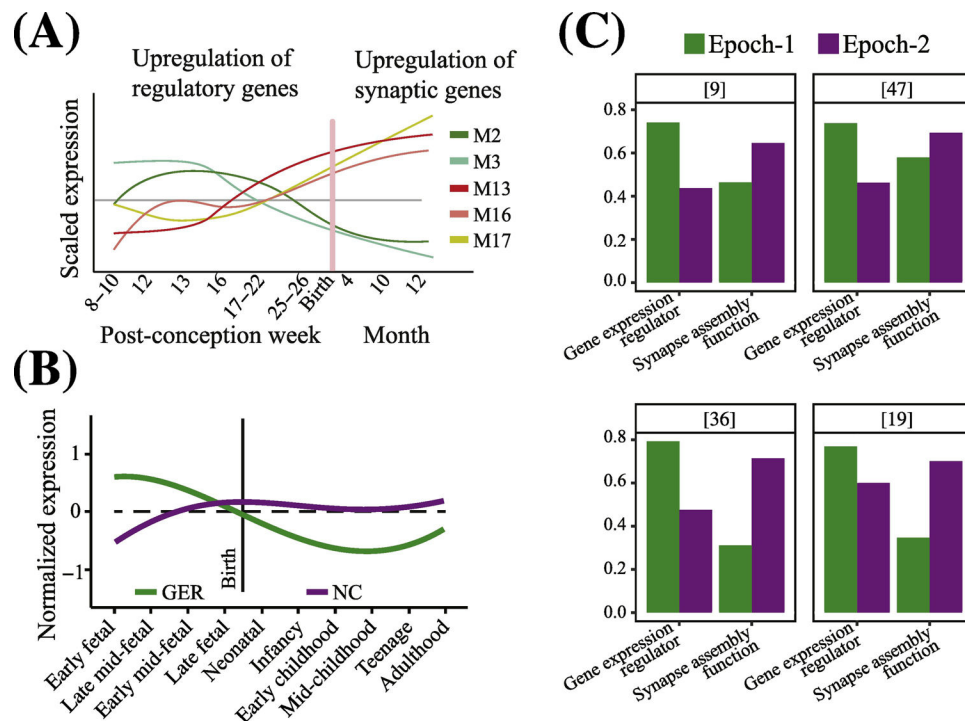 (A)
Upregulation of
regulatory genes
Upregulation of
synaptic genes
Scaled expression
M2
M3
M13
M16
M17
8–10
12
13
16
17–22
25–26
Birth
4
10
12
Post-conception week
Month
(B)
Normalized expression
1
0
−1
Birth
GER
NC
Early fetal
Late mid-fetal
Early mid-fetal
Late fetal
Neonatal
Infancy
Early childhood
Mid-childhood
Teenage
Adulthood
(C)
Epoch-1
Epoch-2
[9]
[47]
0.8
0.6
0.4
0.2
0.0
Gene expression
regulator
Synapse assembly
function
Gene expression
regulator
Synapse assembly
function
[36]
[19]
0.8
0.6
0.4
0.2
0.0
Gene expression
regulator
Synapse assembly
function
Gene expression
regulator
Synapse assembly
function